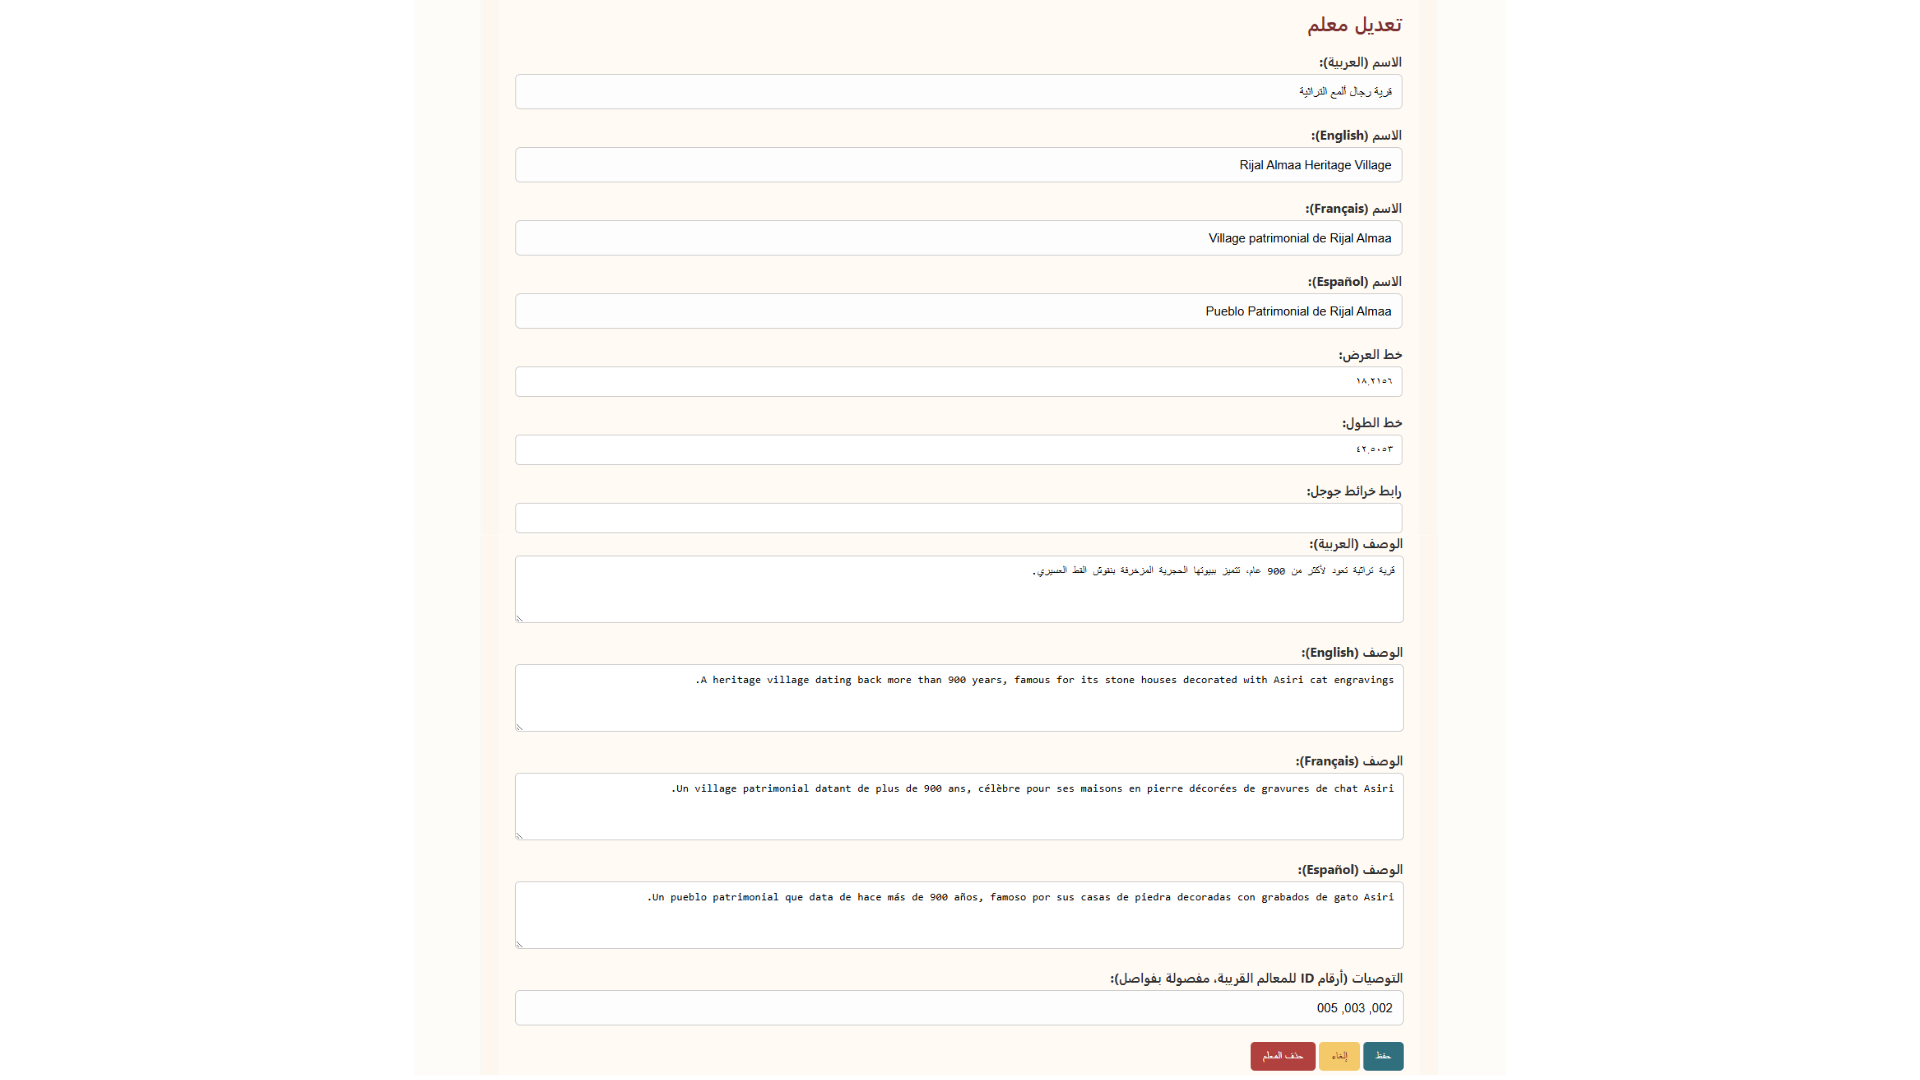 تعديل معلم
الاسم (العربية):
قرية رجال ألمع التراثية
الاسم (English):
Rijal Almaa Heritage Village
الاسم (Français):
Village patrimonial de Rijal Almaa
الاسم (Español):
Pueblo Patrimonial de Rijal Almaa
خط العرض:
١٨٫٢١٥٦
خط الطول:
٤٢٫٥٠٥٣
رابط خرائط جوجل:
الوصف (العربية):
قرية تراثية تعود لأكثر من 900 عام، تتميز ببيوتها الحجرية المزخرفة بنقوش القط العسيري.
الوصف (English):
A heritage village dating back more than 900 years, famous for its stone houses decorated with Asiri cat engravings.
الوصف (Français):
Un village patrimonial datant de plus de 900 ans, célèbre pour ses maisons en pierre décorées de gravures de chat Asiri.
الوصف (Español):
Un pueblo patrimonial que data de hace más de 900 años, famoso por sus casas de piedra decoradas con grabados de gato Asiri.
التوصيات (أرقام ID للمعالم القريبة، مفصولة بفواصل):
002, 003, 005
حفظ إلغاء حذف المعلم